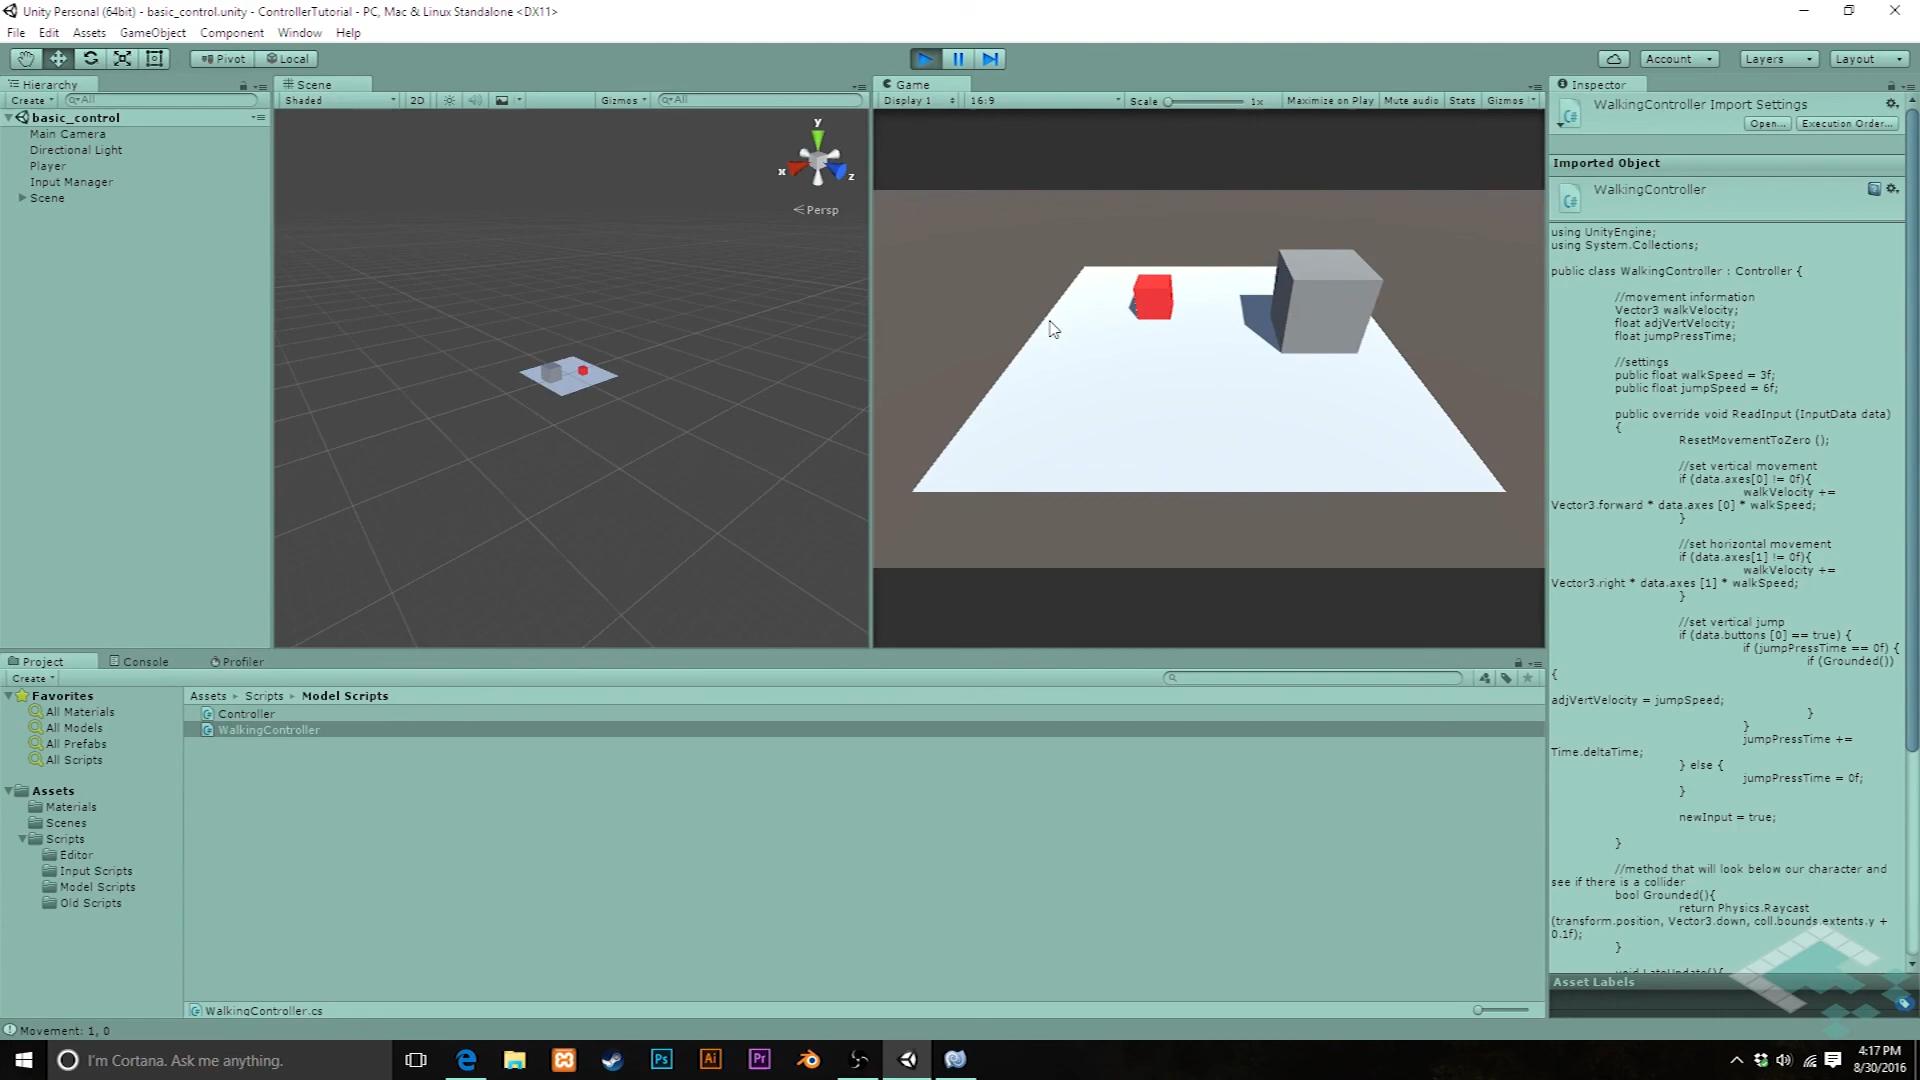 Unity Personal (64bit) - basic_control.unity - ControllerTutorial - PC, Mac & Linux Standalone <DX11>
File Edit Assets GameObject Component Window Help
Pivot Local
Account Layers Layout
Hierarchy
Create All
basic_control
Main Camera
Directional Light
Player
Input Manager
Scene
Scene
Shaded 2D Gizmos All
y
x
z
Persp
Game
Display 1 16:9 Scale 1x Maximize on Play Mute audio Stats Gizmos
Inspector
WalkingController Import Settings
Open... Execution Order...
Imported Object
WalkingController
using UnityEngine;
using System.Collections;
public class WalkingController : Controller {
//movement information
Vector3 walkVelocity;
float adjVertVelocity;
float jumpPressTime;
//settings
public float walkSpeed = 3f;
public float jumpSpeed = 6f;
public override void ReadInput (InputData data)
{
ResetMovementToZero ();
//set vertical movement
if (data.axes[0] != 0f){
walkVelocity +=
Vector3.forward * data.axes [0] * walkSpeed;
}
//set horizontal movement
if (data.axes[1] != 0f){
walkVelocity +=
Vector3.right * data.axes [1] * walkSpeed;
}
//set vertical jump
if (data.buttons [0] == true) {
if (jumpPressTime == 0f) {
if (Grounded())
{
adjVertVelocity = jumpSpeed;
}
}
jumpPressTime +=
Time.deltaTime;
} else {
jumpPressTime = 0f;
}
newInput = true;
}
//method that will look below our character and
see if there is a collider
bool Grounded(){
return Physics.Raycast
(transform.position, Vector3.down, coll.bounds.extents.y +
0.1f);
}
void LateUpdate(){
Asset Labels
Project Console Profiler
Create
Favorites
All Materials
All Models
All Prefabs
All Scripts
Assets
Materials
Scenes
Scripts
Editor
Input Scripts
Model Scripts
Old Scripts
Assets Scripts Model Scripts
Controller
WalkingController
WalkingController.cs
Movement: 1, 0
I'm Cortana. Ask me anything.
Ps Ai Pr
4:17 PM
8/30/2016